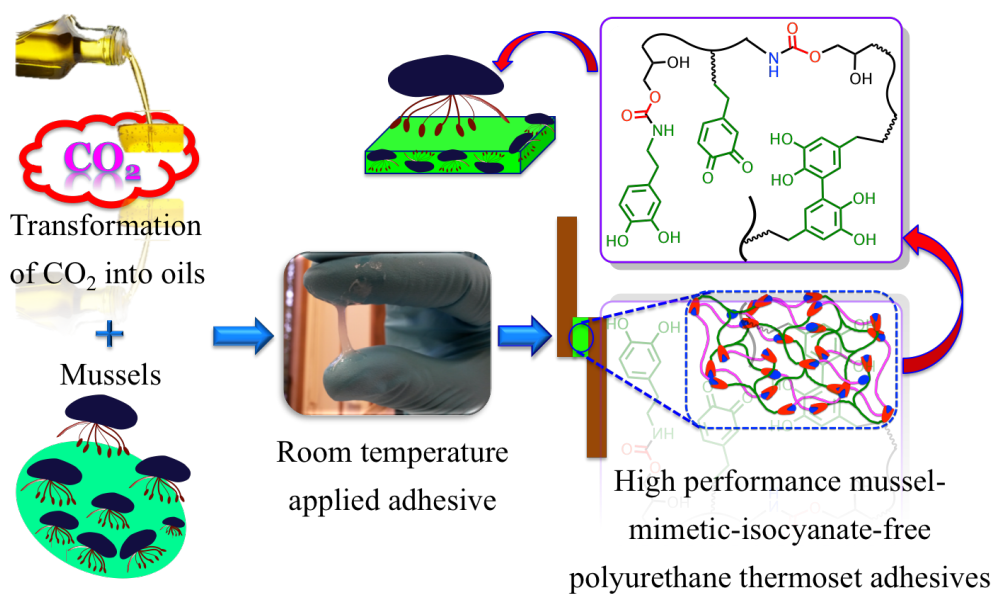 CO₂
Transformation
of CO₂ into oils
+
Mussels
Room temperature
applied adhesive
OH
O
O
NH
HO
OH
O
O
N
H
O
O
OH
HO
HO
OH
HO
OH
HO
OH
High performance mussel-
mimetic-isocyanate-free
polyurethane thermoset adhesives